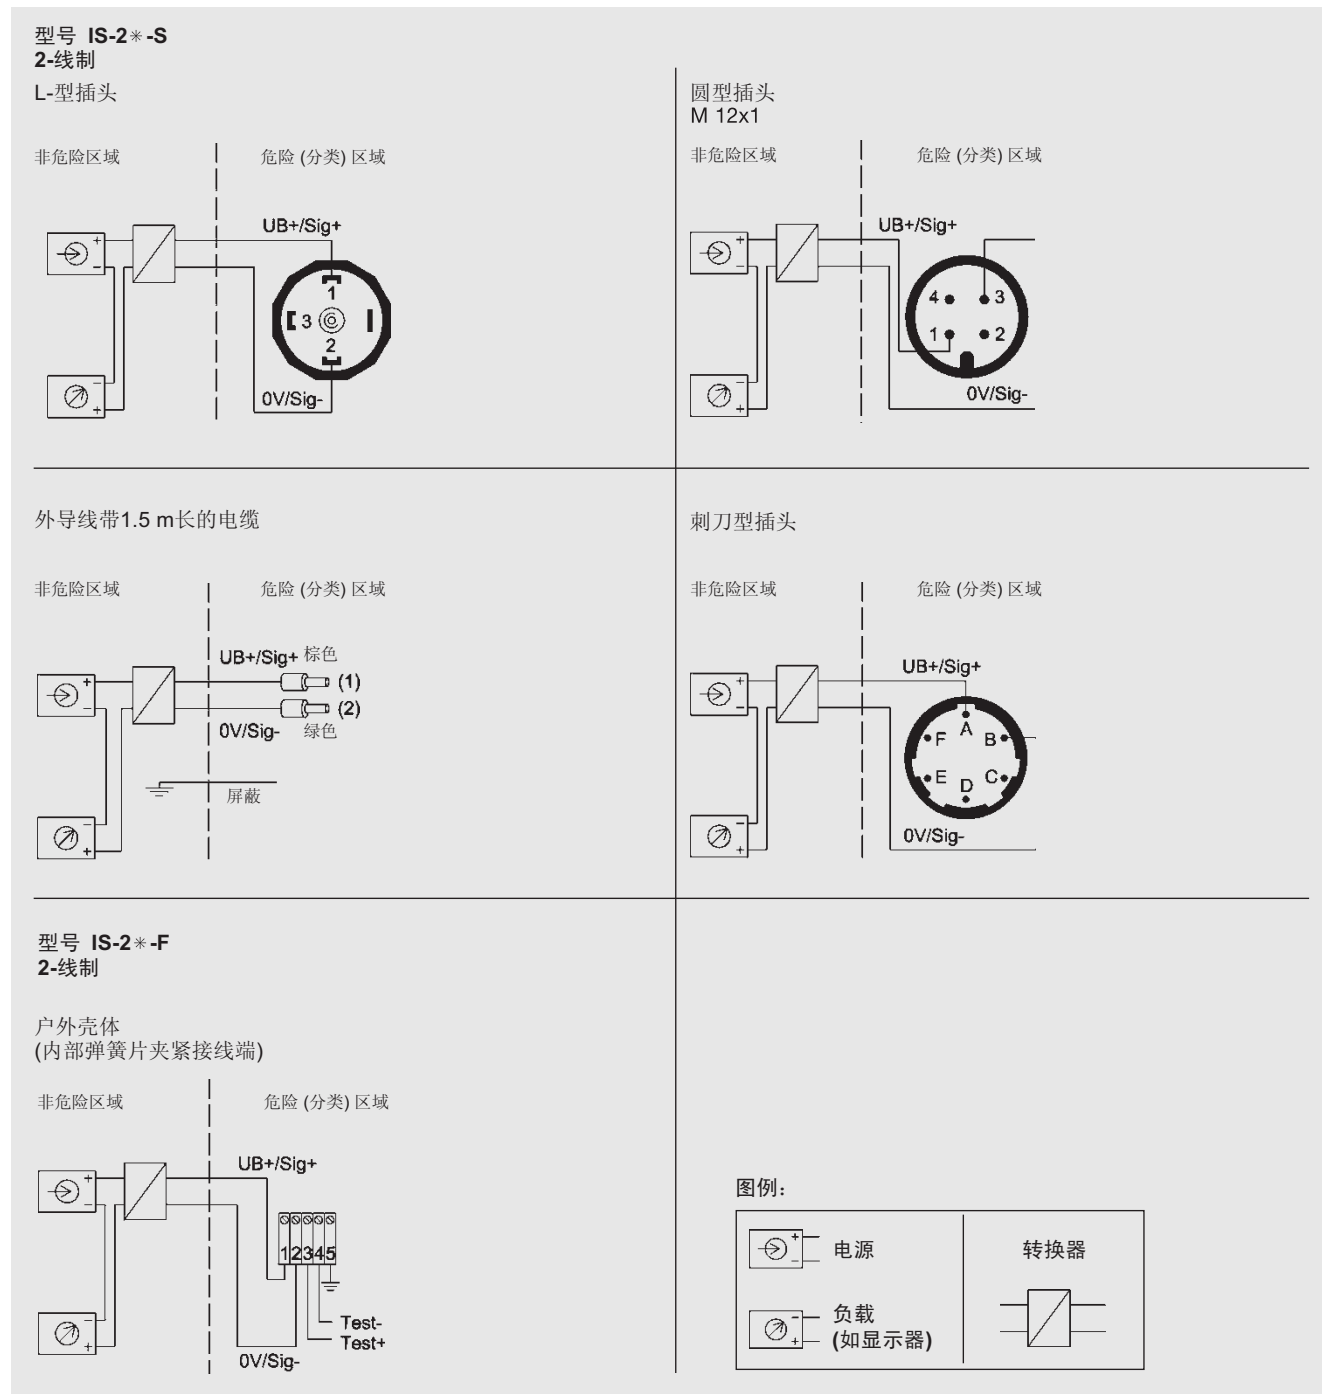 型号 IS-2✳-S
2-线制
L-型插头
非危险区域
危险 (分类) 区域
UB+/Sig+
1
3
2
0V/Sig-
圆型插头
M 12x1
非危险区域
危险 (分类) 区域
UB+/Sig+
4
3
1
2
0V/Sig-
外导线带1.5 m长的电缆
非危险区域
危险 (分类) 区域
UB+/Sig+ 棕色
(1)
(2)
0V/Sig- 绿色
屏蔽
刺刀型插头
非危险区域
危险 (分类) 区域
UB+/Sig+
A
F
B
E
C
D
0V/Sig-
型号 IS-2✳-F
2-线制
户外壳体
(内部弹簧片夹紧接线端)
非危险区域
危险 (分类) 区域
UB+/Sig+
12345
Test-
Test+
0V/Sig-
图例：
电源
转换器
负载
(如显示器)